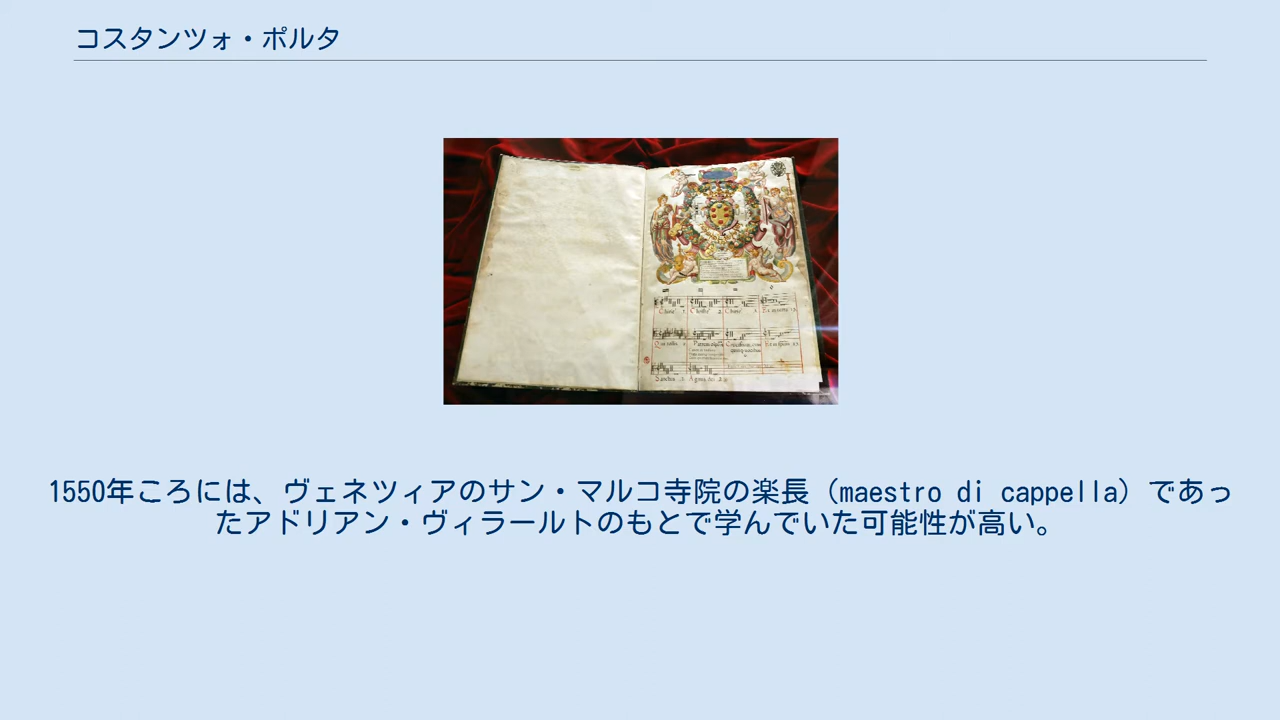 コスタンツォ・ポルタ
1550年ころには、ヴェネツィアのサン・マルコ寺院の楽長（maestro di cappella）であっ
たアドリアン・ヴィラールトのもとで学んでいた可能性が高い。